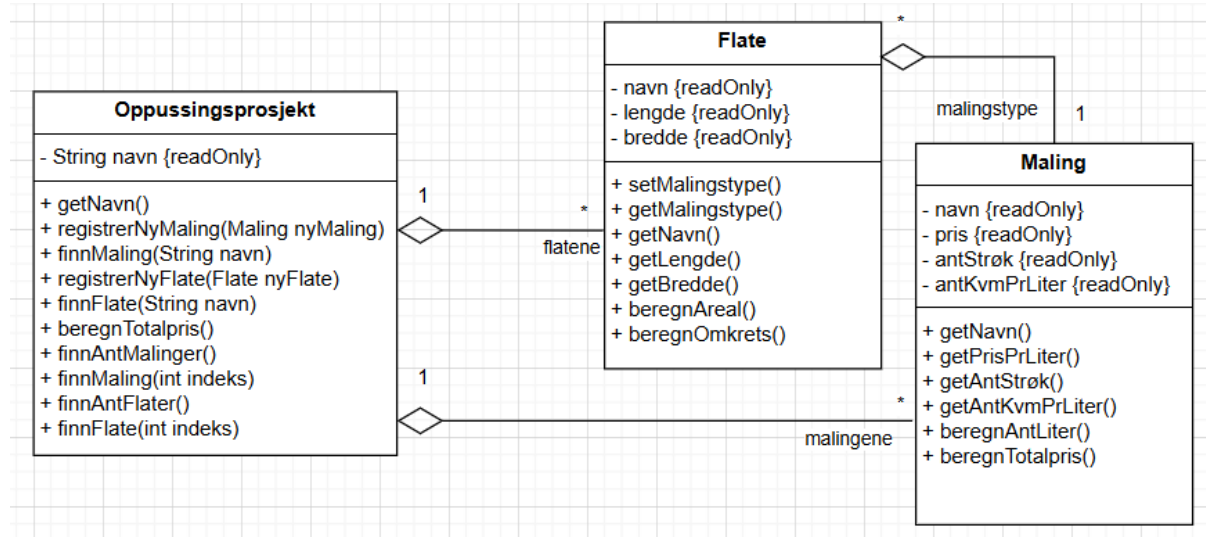 Oppussingsprosjekt
- String navn {readOnly}
+ getNavn()
+ registrerNyMaling(Maling nyMaling)
+ finnMaling(String navn)
+ registrerNyFlate(Flate nyFlate)
+ finnFlate(String navn)
+ beregnTotalpris()
+ finnAntMalinger()
+ finnMaling(int indeks)
+ finnAntFlater()
+ finnFlate(int indeks)
1
*
flatene
1
*
malingene
Flate
- navn {readOnly}
- lengde {readOnly}
- bredde {readOnly}
+ setMalingstype()
+ getMalingstype()
+ getNavn()
+ getLengde()
+ getBredde()
+ beregnAreal()
+ beregnOmkrets()
*
malingstype
1
Maling
- navn {readOnly}
- pris {readOnly}
- antStrøk {readOnly}
- antKvmPrLiter {readOnly}
+ getNavn()
+ getPrisPrLiter()
+ getAntStrøk()
+ getAntKvmPrLiter()
+ beregnAntLiter()
+ beregnTotalpris()